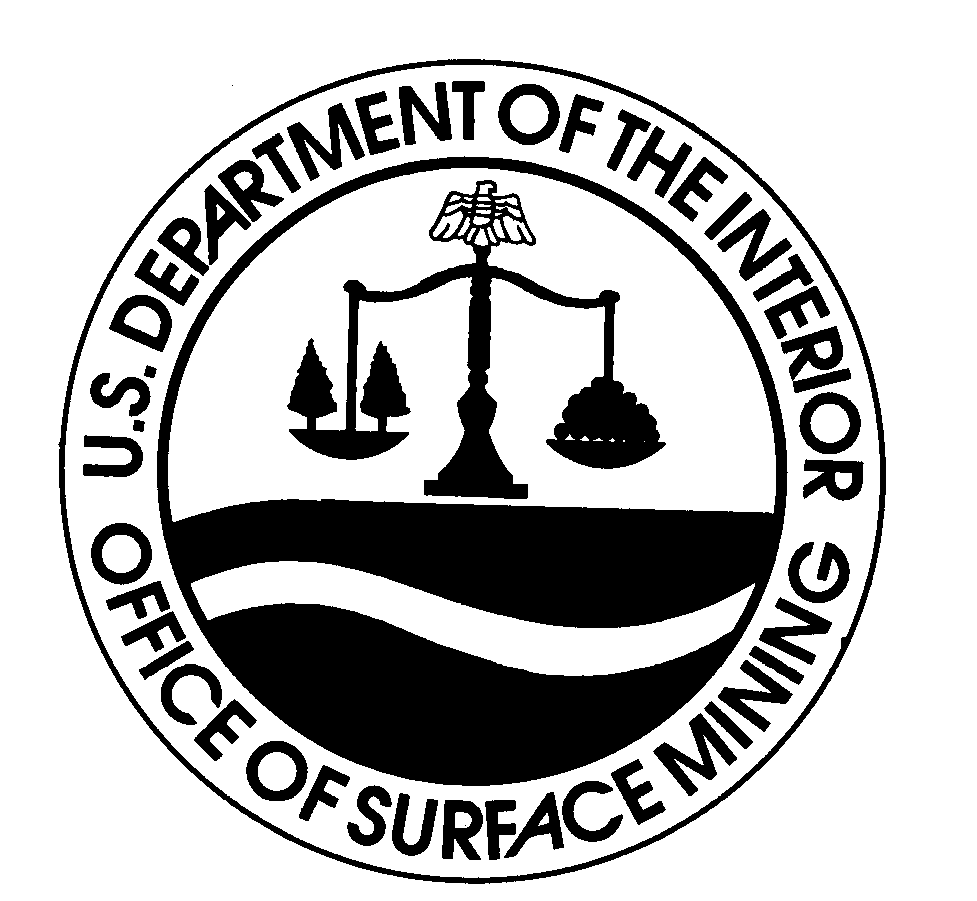 U.S. DEPARTMENT OF THE INTERIOR
OFFICE OF SURFACE MINING